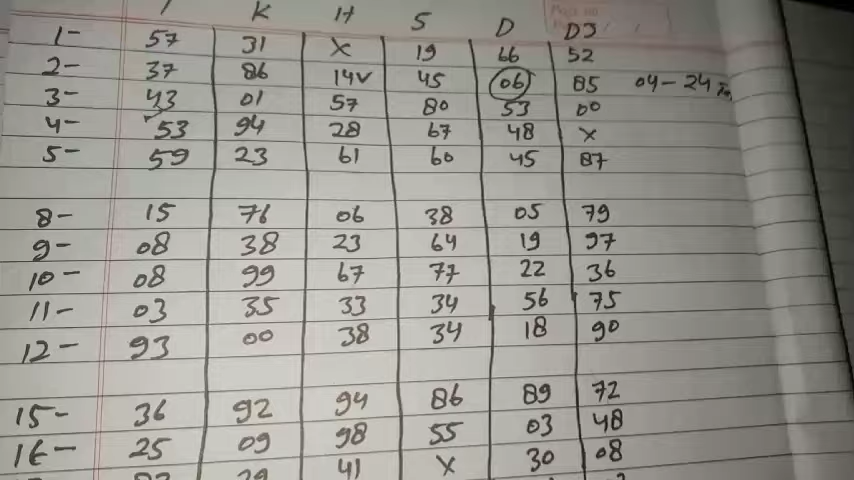 K H S D DJ
1- 57 31 X 19 66 52
2- 37 86 14✓ 45 06 85 04-24
3- 43 01 57 80 53 00
4- 53 94 28 67 48 X
5- 59 23 61 60 45 87
8- 15 76 06 38 05 79
9- 08 38 23 64 19 97
10- 08 99 67 77 22 36
11- 03 35 33 34 56 75
12- 93 00 38 34 18 90
15- 36 92 94 86 89 72
16- 25 09 98 55 03 48
41 X 30 08